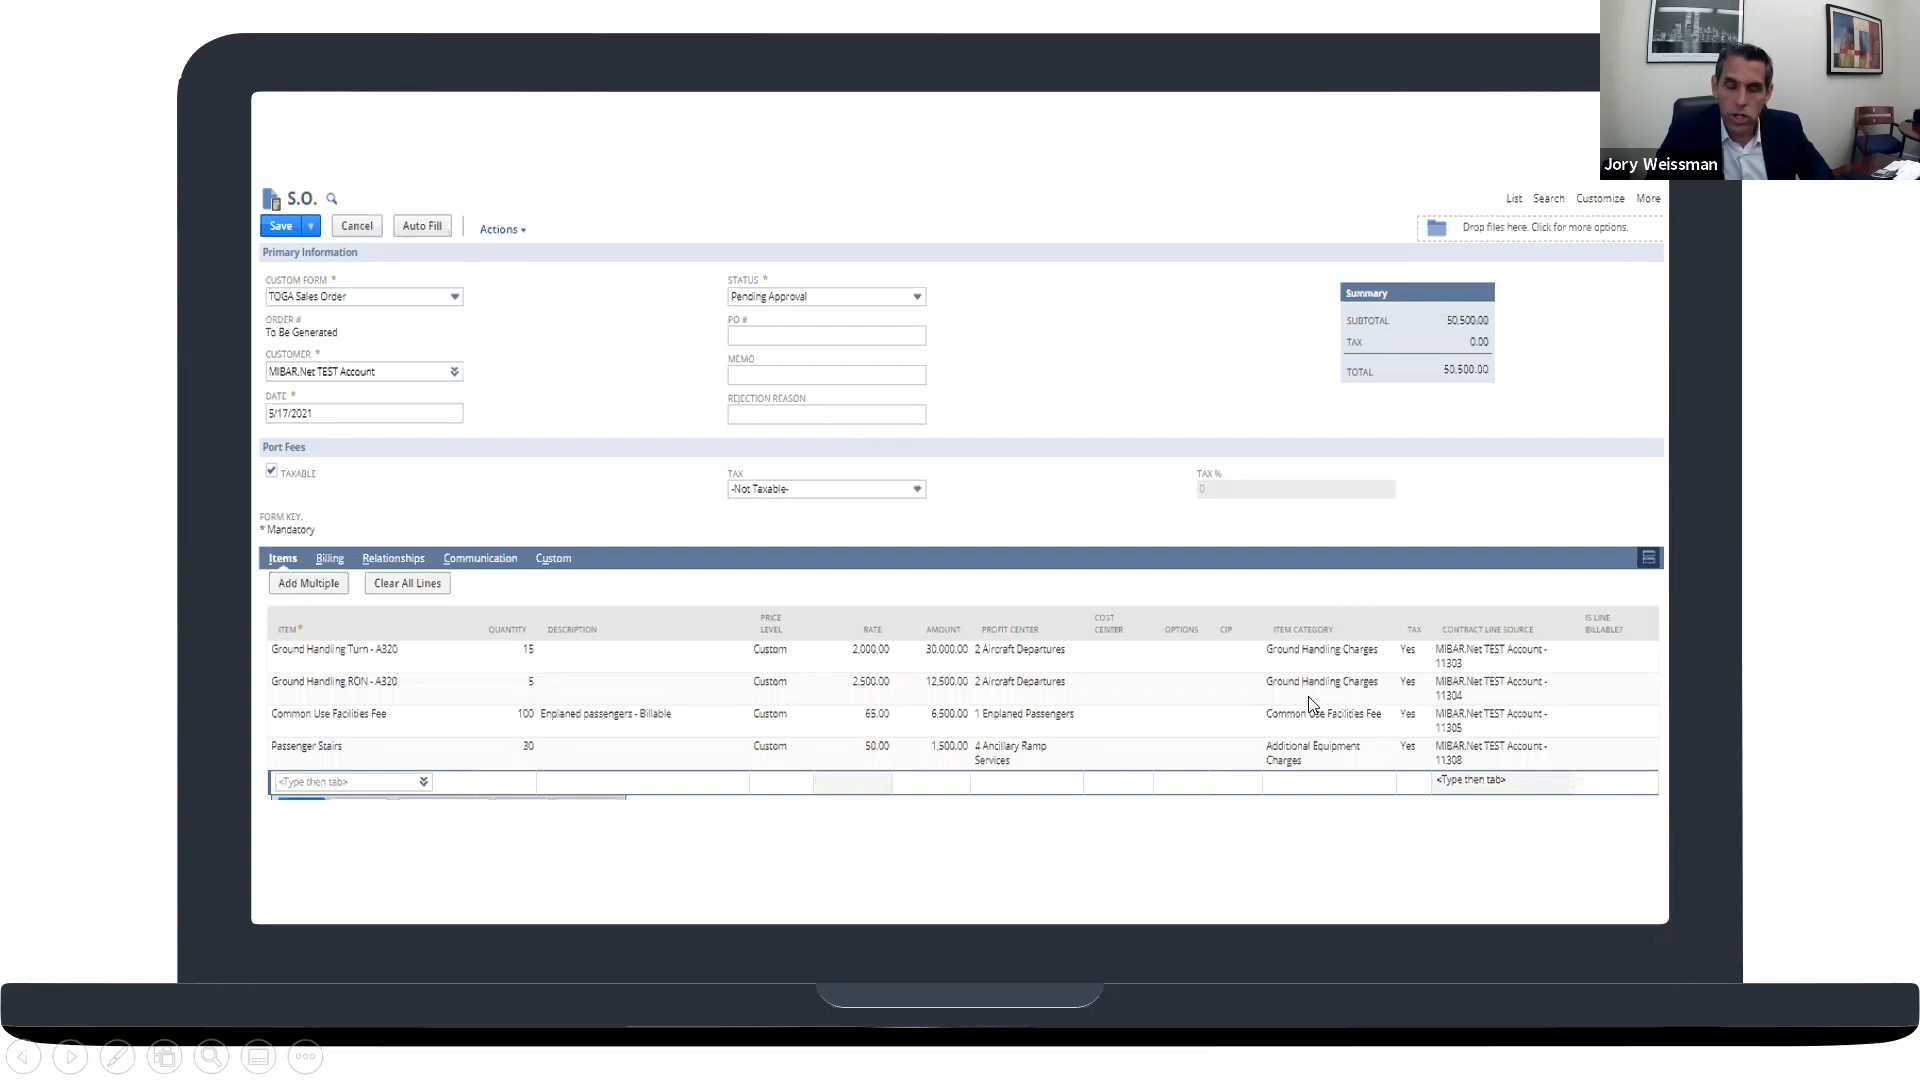 Jory Weissman
S.O.
List Search Customize More
Save Cancel Auto Fill Actions
Drop files here. Click for more options.
Primary Information
CUSTOM FORM *
TOGA Sales Order
ORDER #
To Be Generated
CUSTOMER *
MIBAR.Net TEST Account
DATE *
5/17/2021
STATUS *
Pending Approval
PO #
MEMO
REJECTION REASON
Summary
SUBTOTAL 50,500.00
TAX 0.00
TOTAL 50,500.00
Port Fees
TAXABLE
TAX
-Not Taxable-
TAX %
0
FORM KEY.
* Mandatory
Items Billing Relationships Communication Custom
Add Multiple Clear All Lines
ITEM * QUANTITY DESCRIPTION PRICE LEVEL RATE AMOUNT PROFIT CENTER COST CENTER OPTIONS CIP ITEM CATEGORY TAX CONTRACT LINE SOURCE IS LINE BILLABLE?
Ground Handling Turn - A320 15 Custom 2,000.00 30,000.00 2 Aircraft Departures Ground Handling Charges Yes MIBAR.Net TEST Account -
11303
Ground Handling RON - A320 5 Custom 2,500.00 12,500.00 2 Aircraft Departures Ground Handling Charges Yes MIBAR.Net TEST Account -
11304
Common Use Facilities Fee 100 Enplaned passengers - Billable Custom 65.00 6,500.00 1 Enplaned Passengers Common Use Facilities Fee Yes MIBAR.Net TEST Account -
11305
Passenger Stairs 30 Custom 50.00 1,500.00 4 Ancillary Ramp Additional Equipment Yes MIBAR.Net TEST Account -
Services Charges 11308
<Type then tab> <Type then tab>